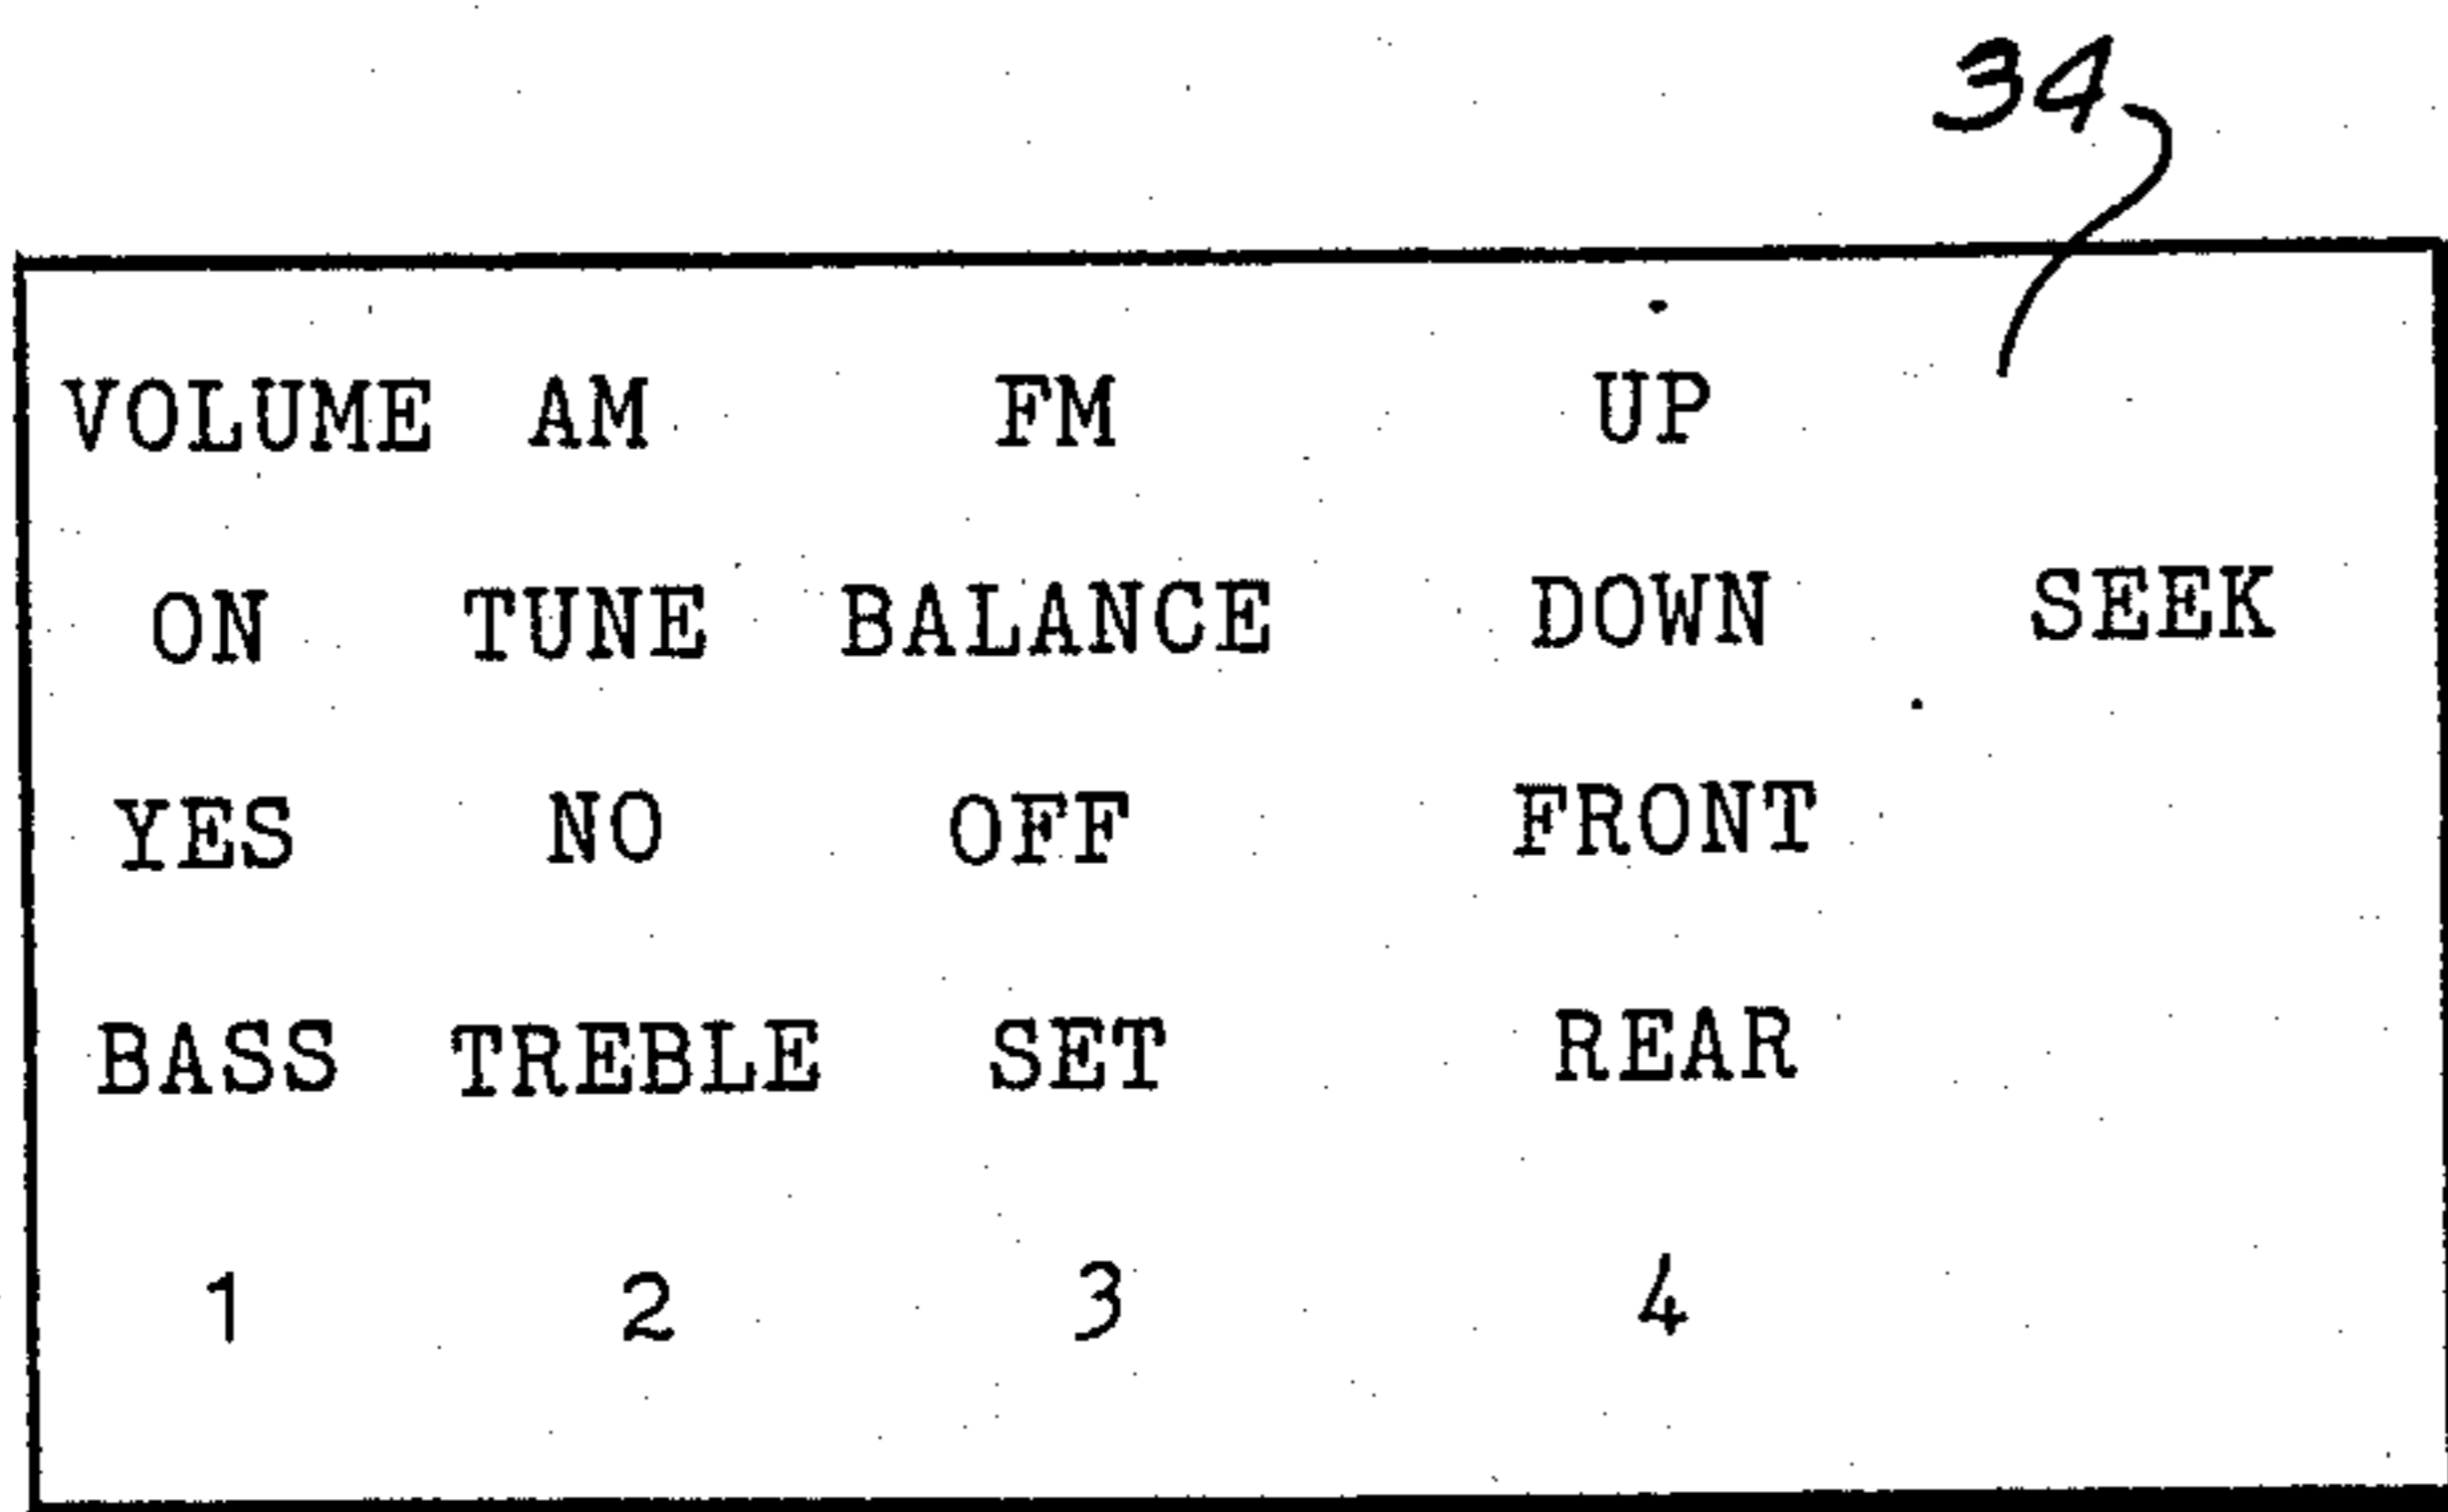 34
VOLUME AM FM UP
ON TUNE BALANCE DOWN SEEK
YES NO OFF FRONT
BASS TREBLE SET REAR
1 2 3 4